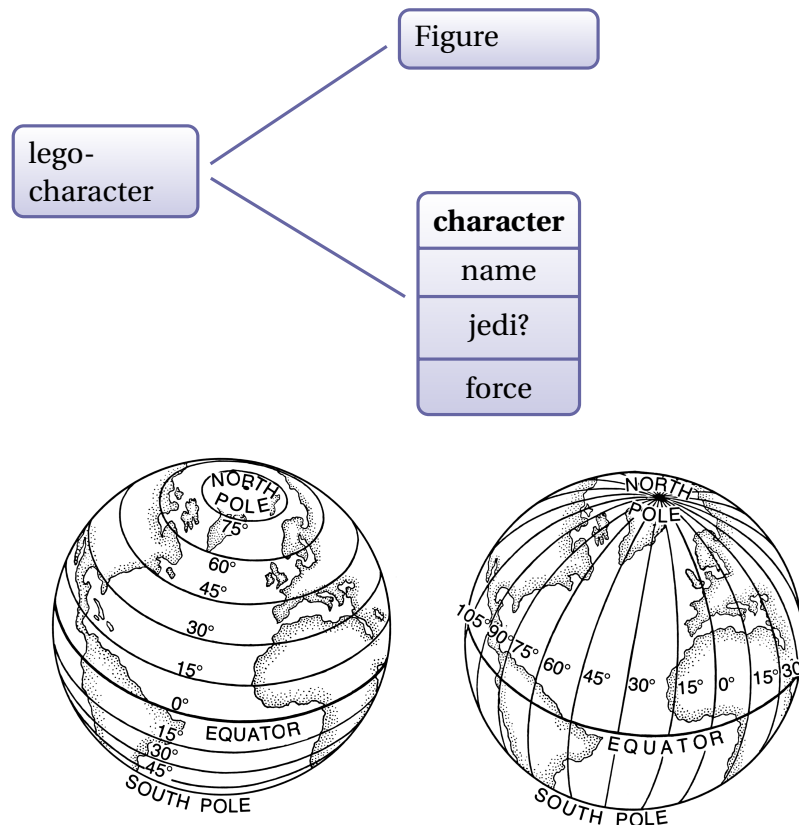 Figure
lego-
character
character
name
jedi?
force
NORTH
POLE
75°
60°
45°
30°
15°
0°
EQUATOR
15°
30°
45°
SOUTH POLE
NORTH
POLE
105° 90° 75° 60° 45° 30° 15° 0° 15° 30°
EQUATOR
SOUTH POLE